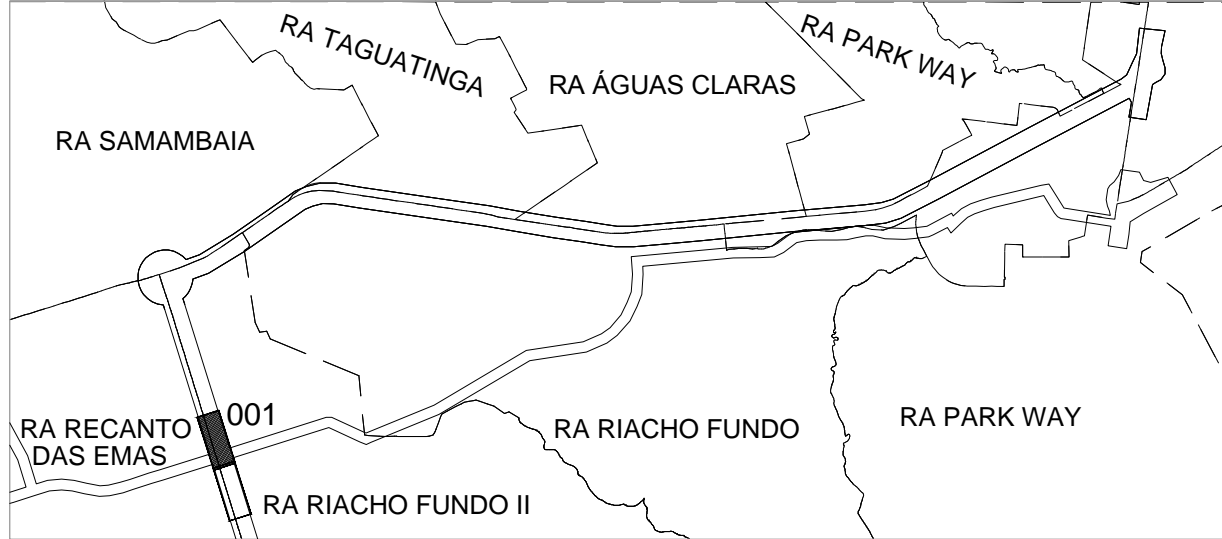 RA TAGUATINGA
RA PARK WAY
RA ÁGUAS CLARAS
RA SAMAMBAIA
001
RA RECANTO
DAS EMAS
RA RIACHO FUNDO
RA PARK WAY
RA RIACHO FUNDO II